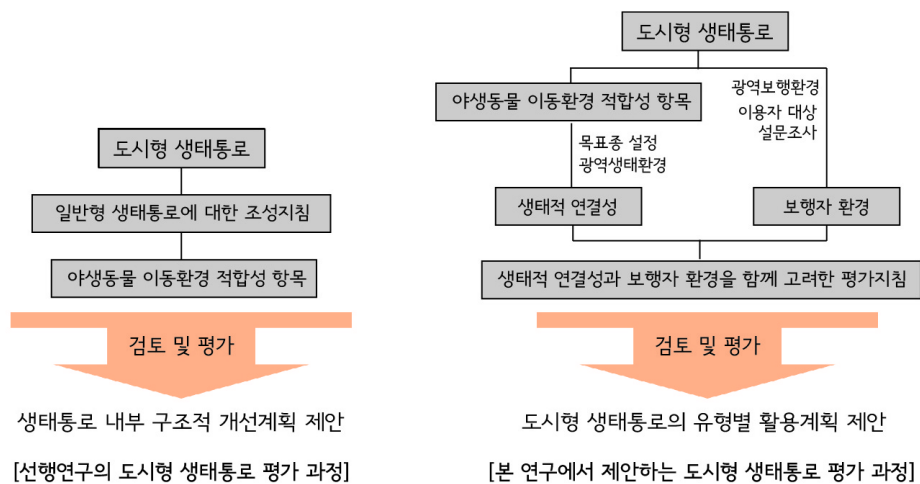 도시형 생태통로
일반형 생태통로에 대한 조성지침
야생동물 이동환경 적합성 항목
검토 및 평가
생태통로 내부 구조적 개선계획 제안
[선행연구의 도시형 생태통로 평가 과정]
도시형 생태통로
야생동물 이동환경 적합성 항목
광역보행환경
이용자 대상
설문조사
목표종 설정
광역생태환경
생태적 연결성
보행자 환경
생태적 연결성과 보행자 환경을 함께 고려한 평가지침
검토 및 평가
도시형 생태통로의 유형별 활용계획 제안
[본 연구에서 제안하는 도시형 생태통로 평가 과정]